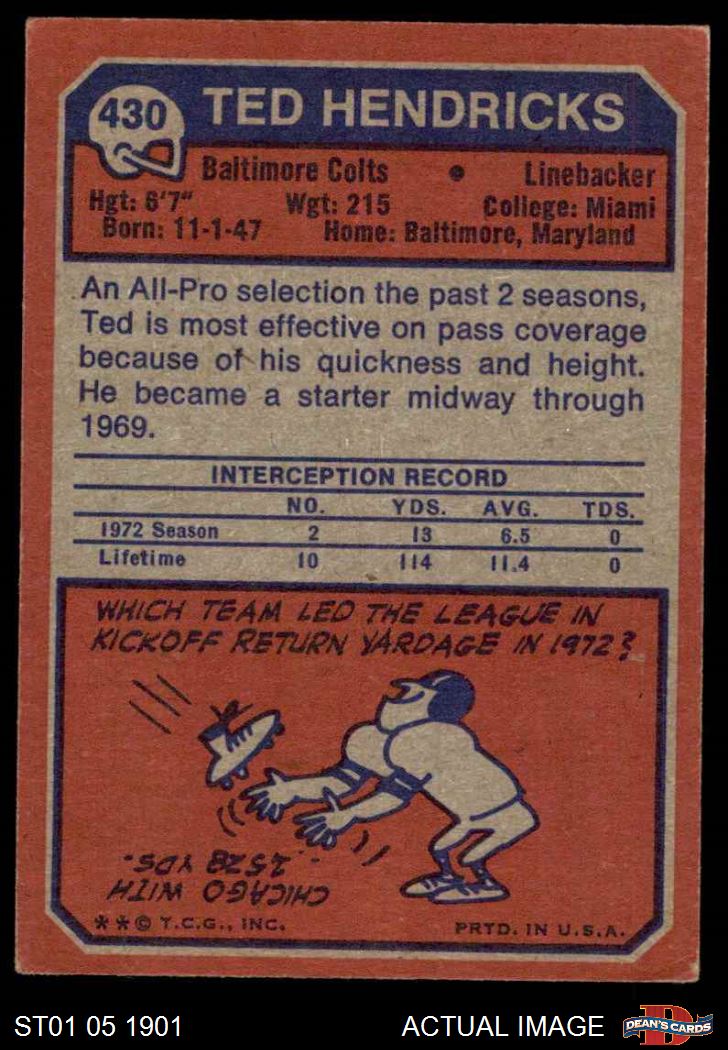 430
TED HENDRICKS
Baltimore Colts • Linebacker
Hgt: 6'7" Wgt: 215 College: Miami
Born: 11-1-47 Home: Baltimore, Maryland
An All-Pro selection the past 2 seasons,
Ted is most effective on pass coverage
because of his quickness and height.
He became a starter midway through
1969.
INTERCEPTION RECORD
NO. YDS. AVG. TDS.
1972 Season 2 13 6.5 0
Lifetime 10 114 11.4 0
WHICH TEAM LED THE LEAGUE IN
KICKOFF RETURN YARDAGE IN 1972?
CHICAGO WITH
2528 YDS.
**© T.C.G., INC. PRTD. IN U.S.A.
ST01 05 1901 ACTUAL IMAGE
D
DEAN'S CARDS